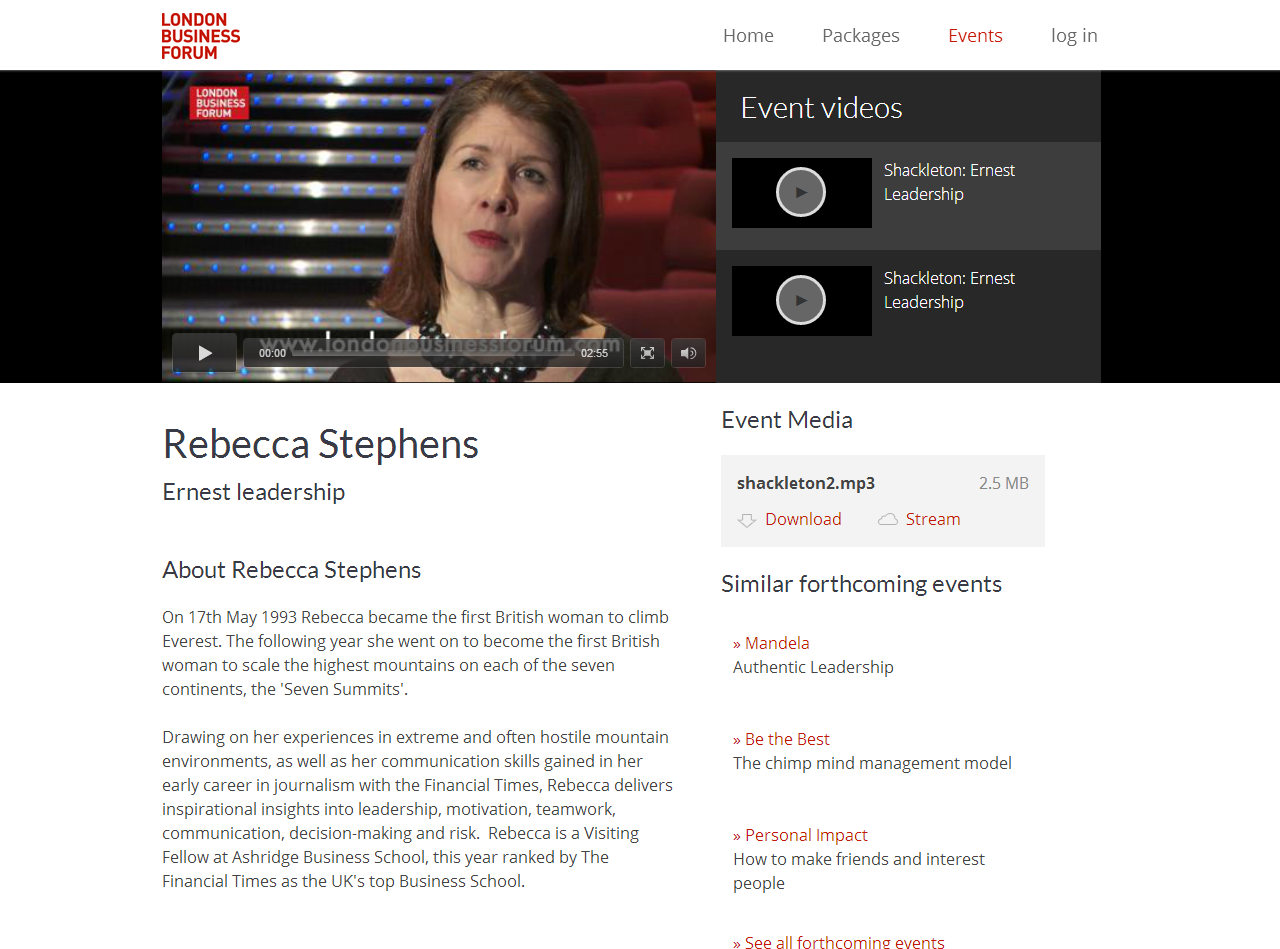 LONDON
BUSINESS
FORUM
Home Packages Events log in
LONDON
BUSINESS
FORUM
www.londonbusinessforum.com
00:00 02:55
Event videos
Shackleton: Ernest
Leadership
Shackleton: Ernest
Leadership
Rebecca Stephens
Ernest leadership
About Rebecca Stephens
On 17th May 1993 Rebecca became the first British woman to climb
Everest. The following year she went on to become the first British
woman to scale the highest mountains on each of the seven
continents, the 'Seven Summits'.
Drawing on her experiences in extreme and often hostile mountain
environments, as well as her communication skills gained in her
early career in journalism with the Financial Times, Rebecca delivers
inspirational insights into leadership, motivation, teamwork,
communication, decision-making and risk.  Rebecca is a Visiting
Fellow at Ashridge Business School, this year ranked by The
Financial Times as the UK's top Business School.
Event Media
shackleton2.mp3 2.5 MB
Download Stream
Similar forthcoming events
» Mandela
Authentic Leadership
» Be the Best
The chimp mind management model
» Personal Impact
How to make friends and interest
people
» See all forthcoming events